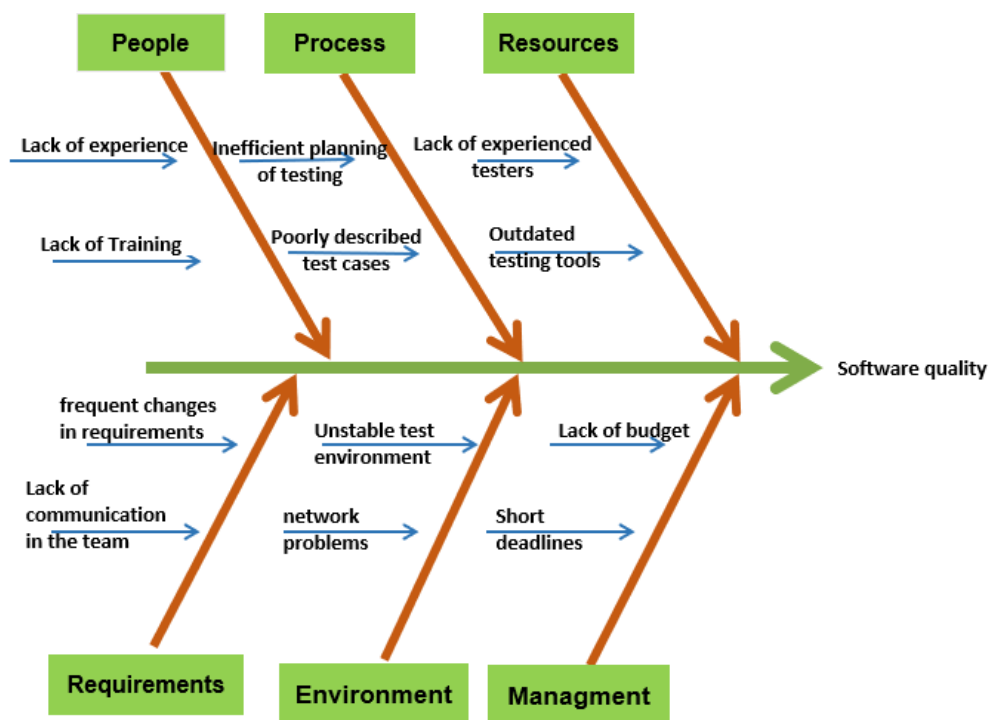 People
Process
Resources
Lack of experience
Inefficient planning
of testing
Lack of experienced
testers
Lack of Training
Poorly described
test cases
Outdated
testing tools
Software quality
frequent changes
in requirements
Unstable test
environment
Lack of budget
Lack of
communication
in the team
network
problems
Short
deadlines
Requirements
Environment
Managment